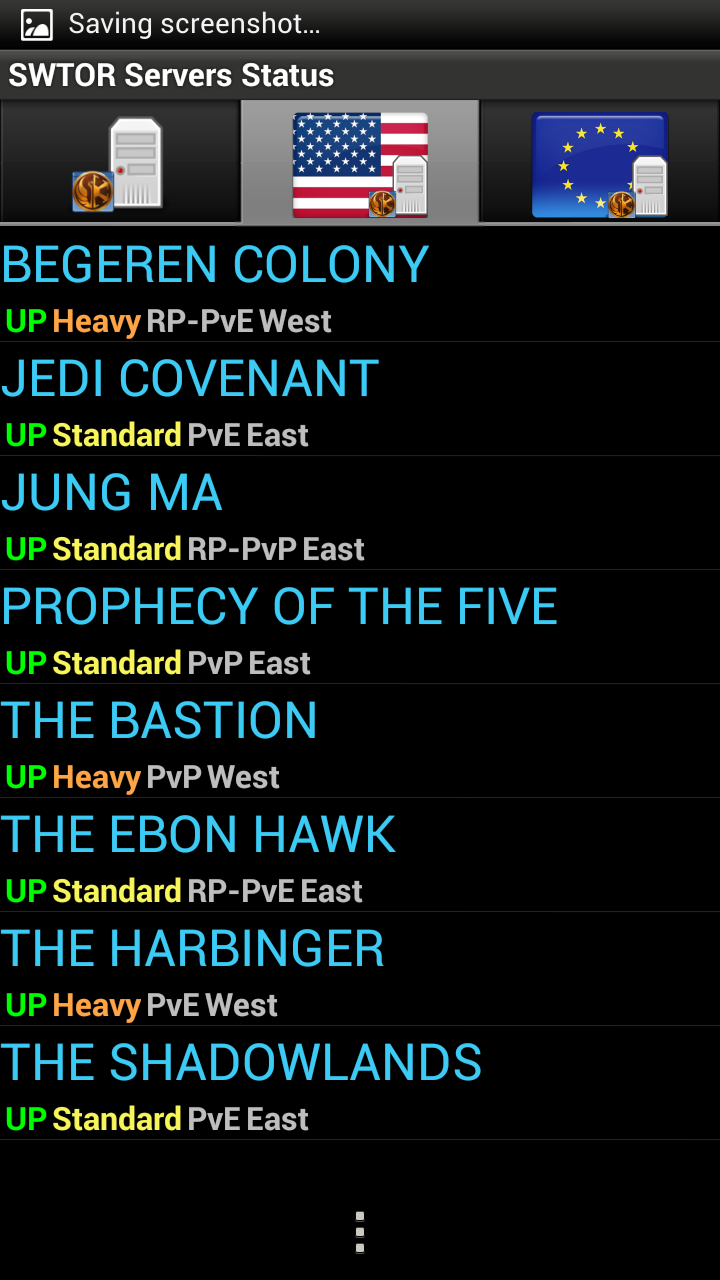 Saving screenshot...
SWTOR Servers Status
BEGEREN COLONY
UP Heavy RP-PvE West
JEDI COVENANT
UP Standard PvE East
JUNG MA
UP Standard RP-PvP East
PROPHECY OF THE FIVE
UP Standard PvP East
THE BASTION
UP Heavy PvP West
THE EBON HAWK
UP Standard RP-PvE East
THE HARBINGER
UP Heavy PvE West
THE SHADOWLANDS
UP Standard PvE East